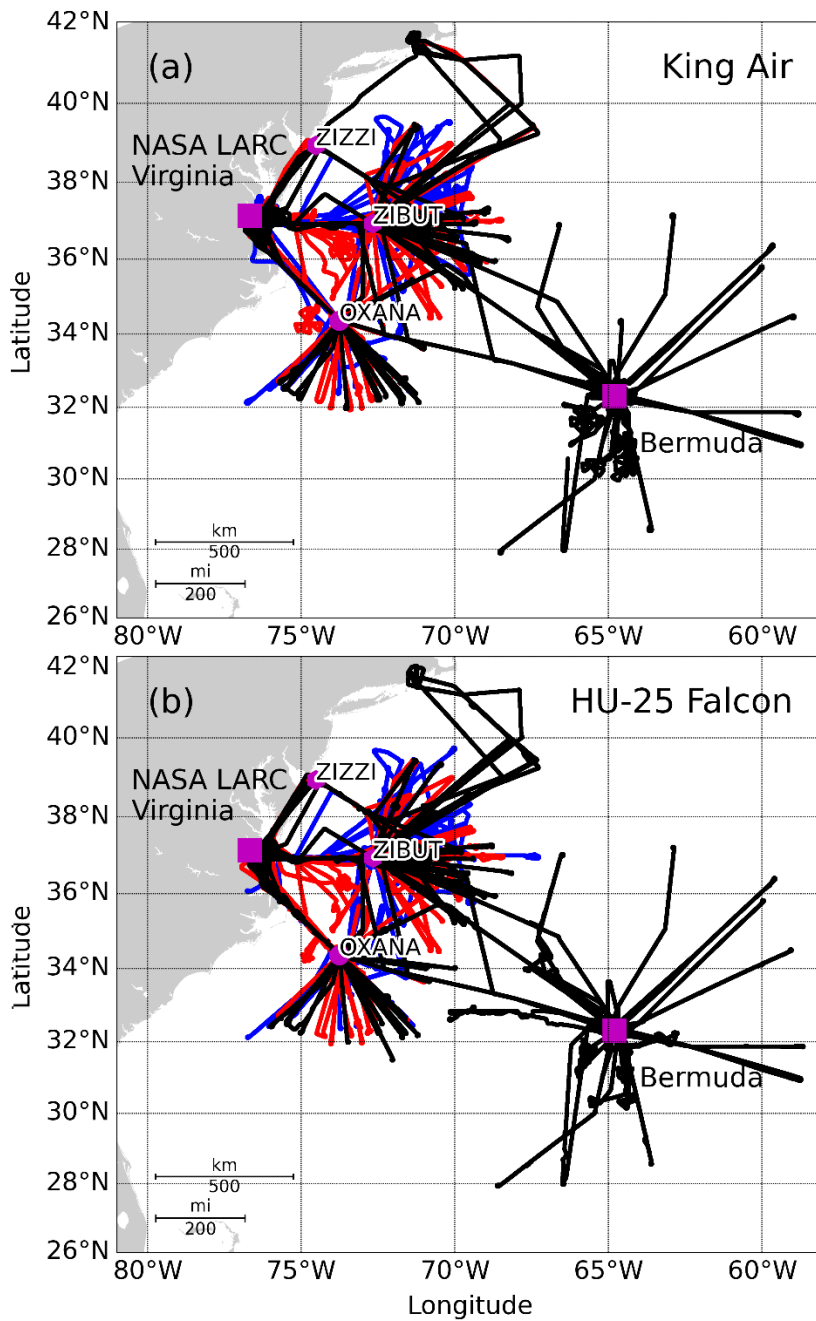 42°N
(a)
King Air
40°N
NASA LARC
Virginia
ZIZZI
38°N
ZIBUT
36°N
Latitude
34°N
OXANA
32°N
Bermuda
30°N
km
500
28°N
mi
200
26°N
80°W 75°W 70°W 65°W 60°W
42°N
(b)
HU-25 Falcon
40°N
NASA LARC
Virginia
ZIZZI
38°N
ZIBUT
36°N
Latitude
34°N
OXANA
32°N
Bermuda
30°N
km
500
28°N
mi
200
26°N
80°W 75°W 70°W 65°W 60°W
Longitude